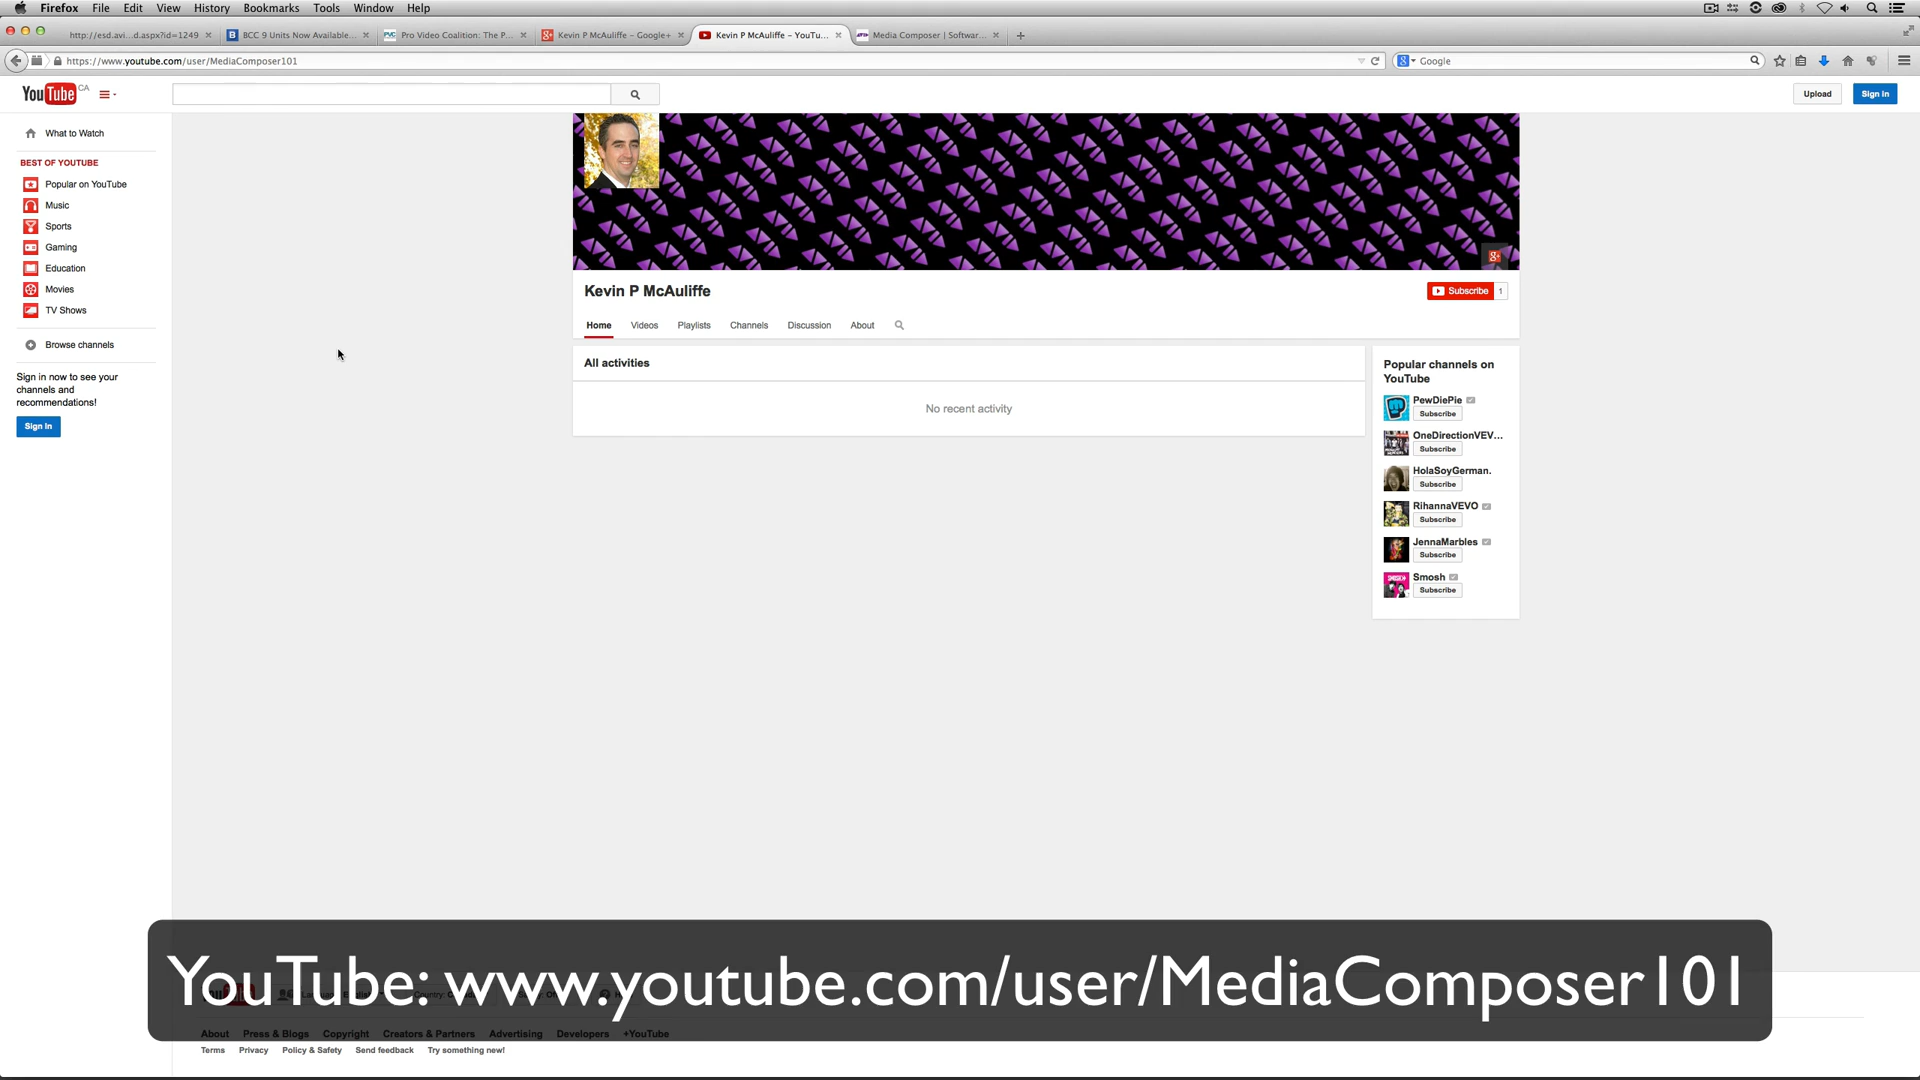 Firefox File Edit View History Bookmarks Tools Window Help
http://esd.avi...d.aspx?id=1249
BCC 9 Units Now Available...
Pro Video Coalition: The P...
Kevin P McAuliffe - Google+
Kevin P McAuliffe - YouTu...
Media Composer | Softwar...
https://www.youtube.com/user/MediaComposer101
Google
YouTube CA
Upload
Sign In
What to Watch
BEST OF YOUTUBE
Popular on YouTube
Music
Sports
Gaming
Education
Movies
TV Shows
Browse channels
Sign in now to see your
channels and
recommendations!
Sign In
Kevin P McAuliffe
Subscribe 1
Home Videos Playlists Channels Discussion About
All activities
No recent activity
Popular channels on
YouTube
PewDiePie
Subscribe
OneDirectionVEV...
Subscribe
HolaSoyGerman.
Subscribe
RihannaVEVO
Subscribe
JennaMarbles
Subscribe
Smosh
Subscribe
YouTube: www.youtube.com/user/MediaComposer101
About Press & Blogs Copyright Creators & Partners Advertising Developers +YouTube
Terms Privacy Policy & Safety Send feedback Try something new!